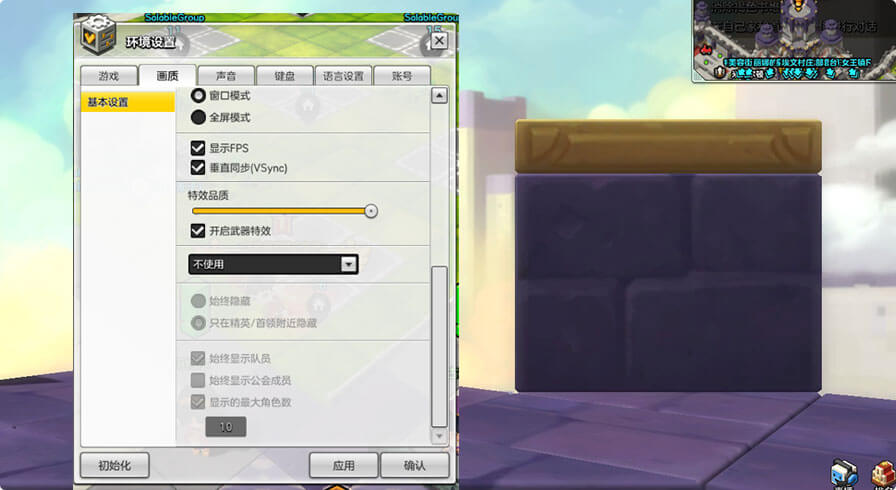 SalableGroup
SalableGrou
环境设置
游戏
画质
声音
键盘
语言设置
账号
基本设置
窗口模式
全屏模式
显示FPS
垂直同步(VSync)
特效品质
开启武器特效
不使用
始终隐藏
只在精英/首领附近隐藏
始终显示队员
始终显示公会成员
显示的最大角色数
10
初始化
应用
确认